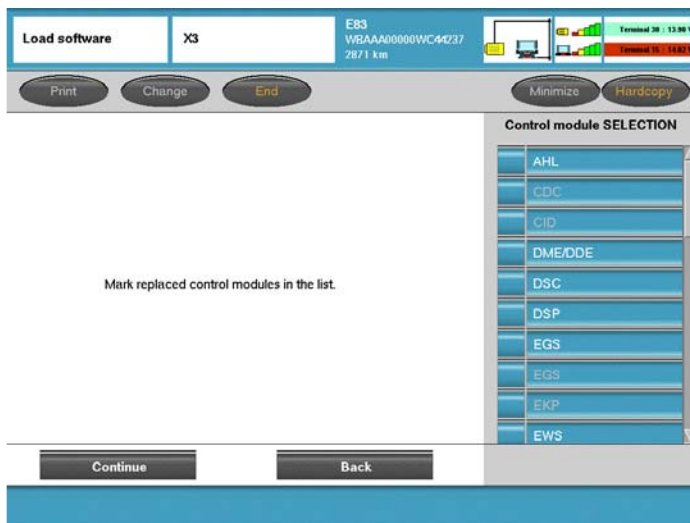 Load software
X3
E83
WBAAA00000WC44237
2871 km
Terminal 30 : 13.90 V
Terminal 15 : 14.02
Print
Change
End
Minimize
Hardcopy
Control module SELECTION
AHL
CDC
CID
DME/DDE
Mark replaced control modules in the list.
DSC
DSP
EGS
EGS
EKP
EWS
Continue
Back